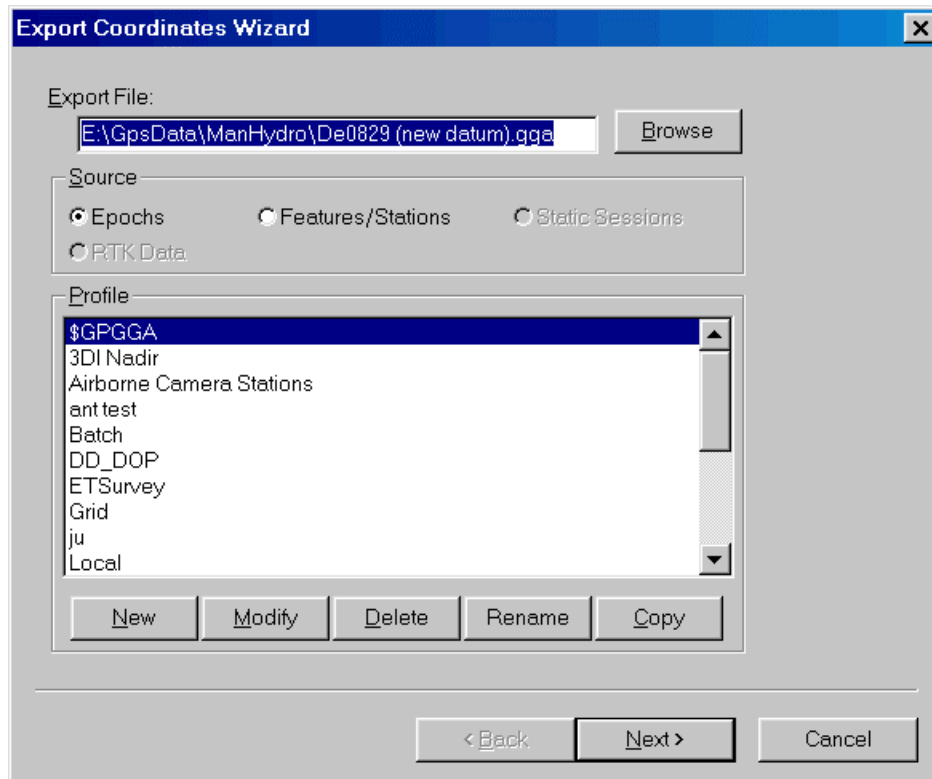 Export Coordinates Wizard
Export File:
E:\GpsData\ManHydro\De0829 (new datum).gga
Browse
Source
Epochs
Features/Stations
Static Sessions
RTK Data
Profile
$GPGGA
3DI Nadir
Airborne Camera Stations
ant test
Batch
DD_DOP
ETSurvey
Grid
ju
Local
New
Modify
Delete
Rename
Copy
< Back
Next >
Cancel